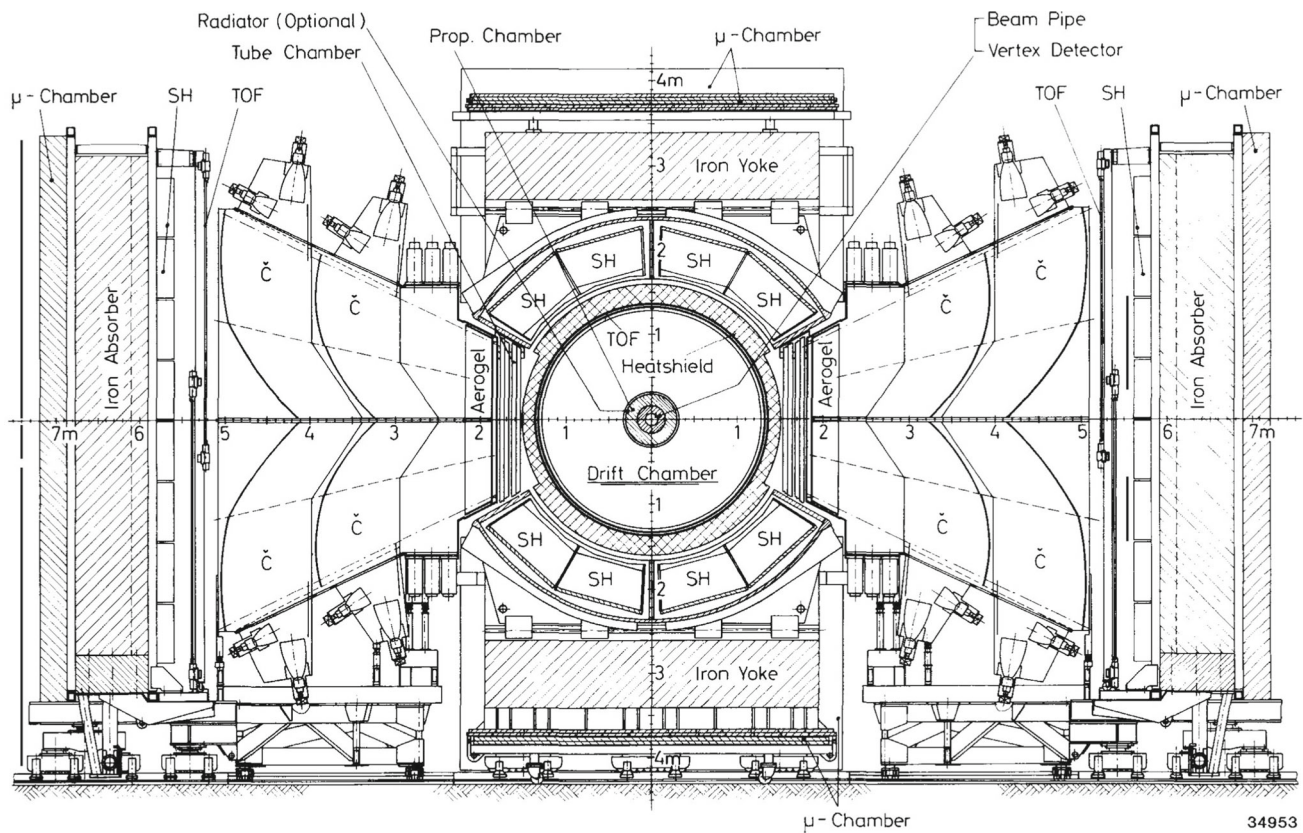 Radiator (Optional)
Tube Chamber
Prop. Chamber
μ-Chamber
Beam Pipe
Vertex Detector
μ-Chamber
SH
TOF
4m
TOF
SH
μ-Chamber
3
Iron Yoke
Č
Č
SH
2
SH
Č
Č
SH
SH
Iron Absorber
TOF
1
Heatshield
Aerogel
Aerogel
Iron Absorber
7m
6
5
4
3
2
1
1
2
3
4
5
6
7m
Drift Chamber
1
Č
Č
SH
SH
Č
Č
SH
2
SH
3
Iron Yoke
4m
μ-Chamber
34953